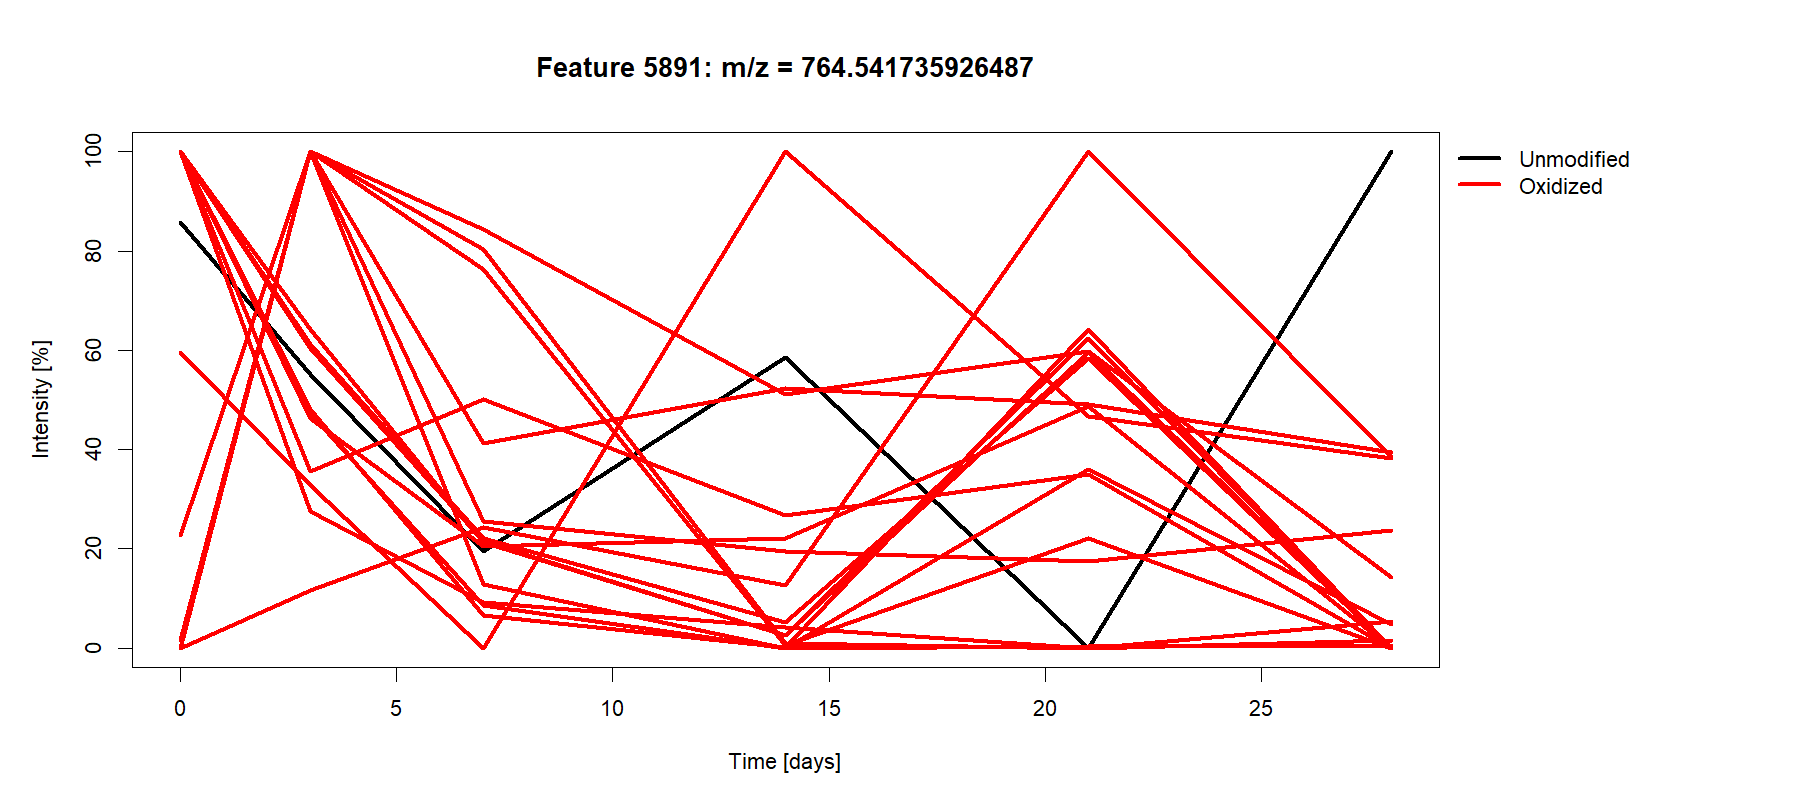 Feature 5891: m/z = 764.541735926487
Unmodified
Oxidized
Intensity [%]
100
80
60
40
20
0
0 5 10 15 20 25
Time [days]